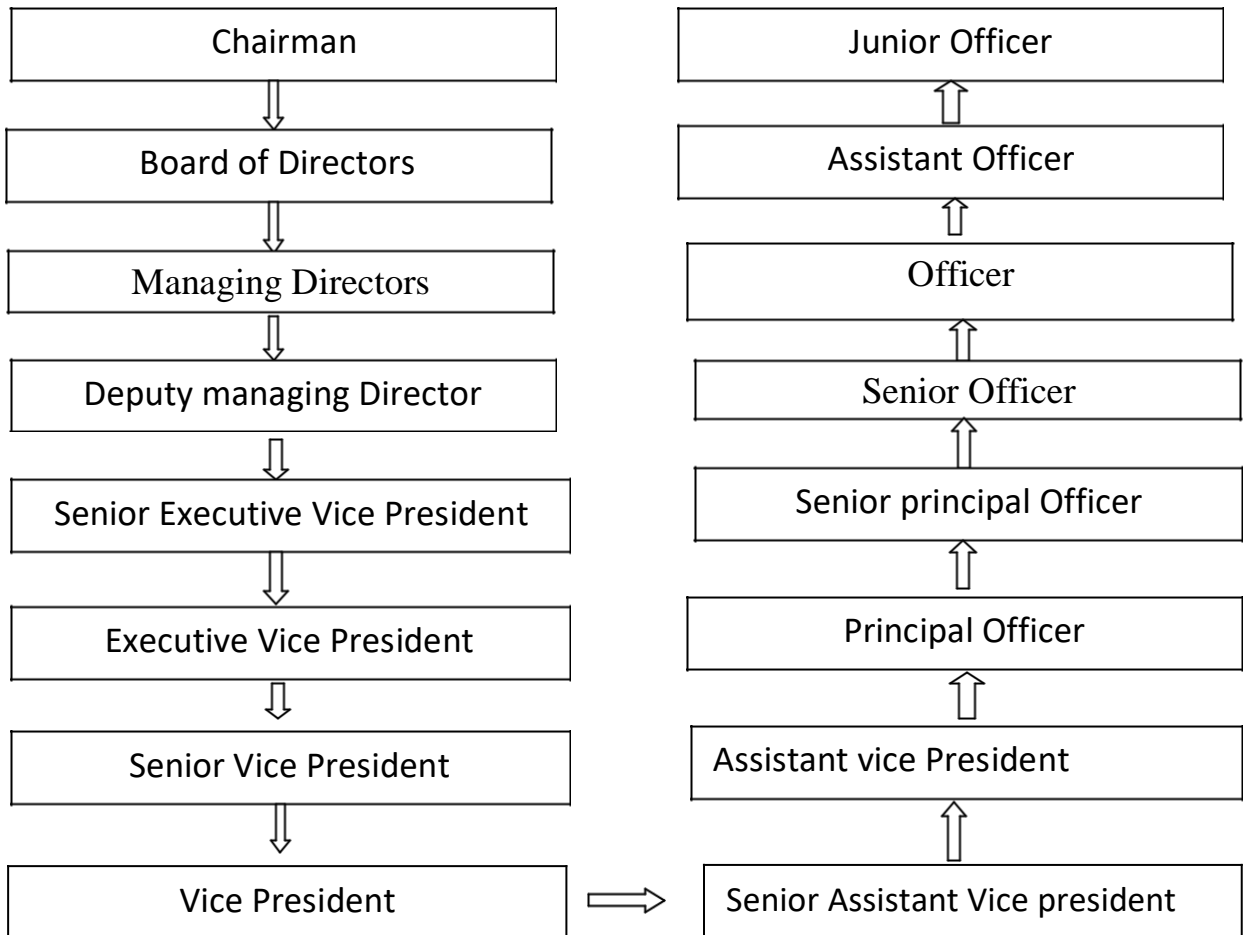 Chairman
Board of Directors
Managing Directors
Deputy managing Director
Senior Executive Vice President
Executive Vice President
Senior Vice President
Vice President
Senior Assistant Vice president
Assistant vice President
Principal Officer
Senior principal Officer
Senior Officer
Officer
Assistant Officer
Junior Officer